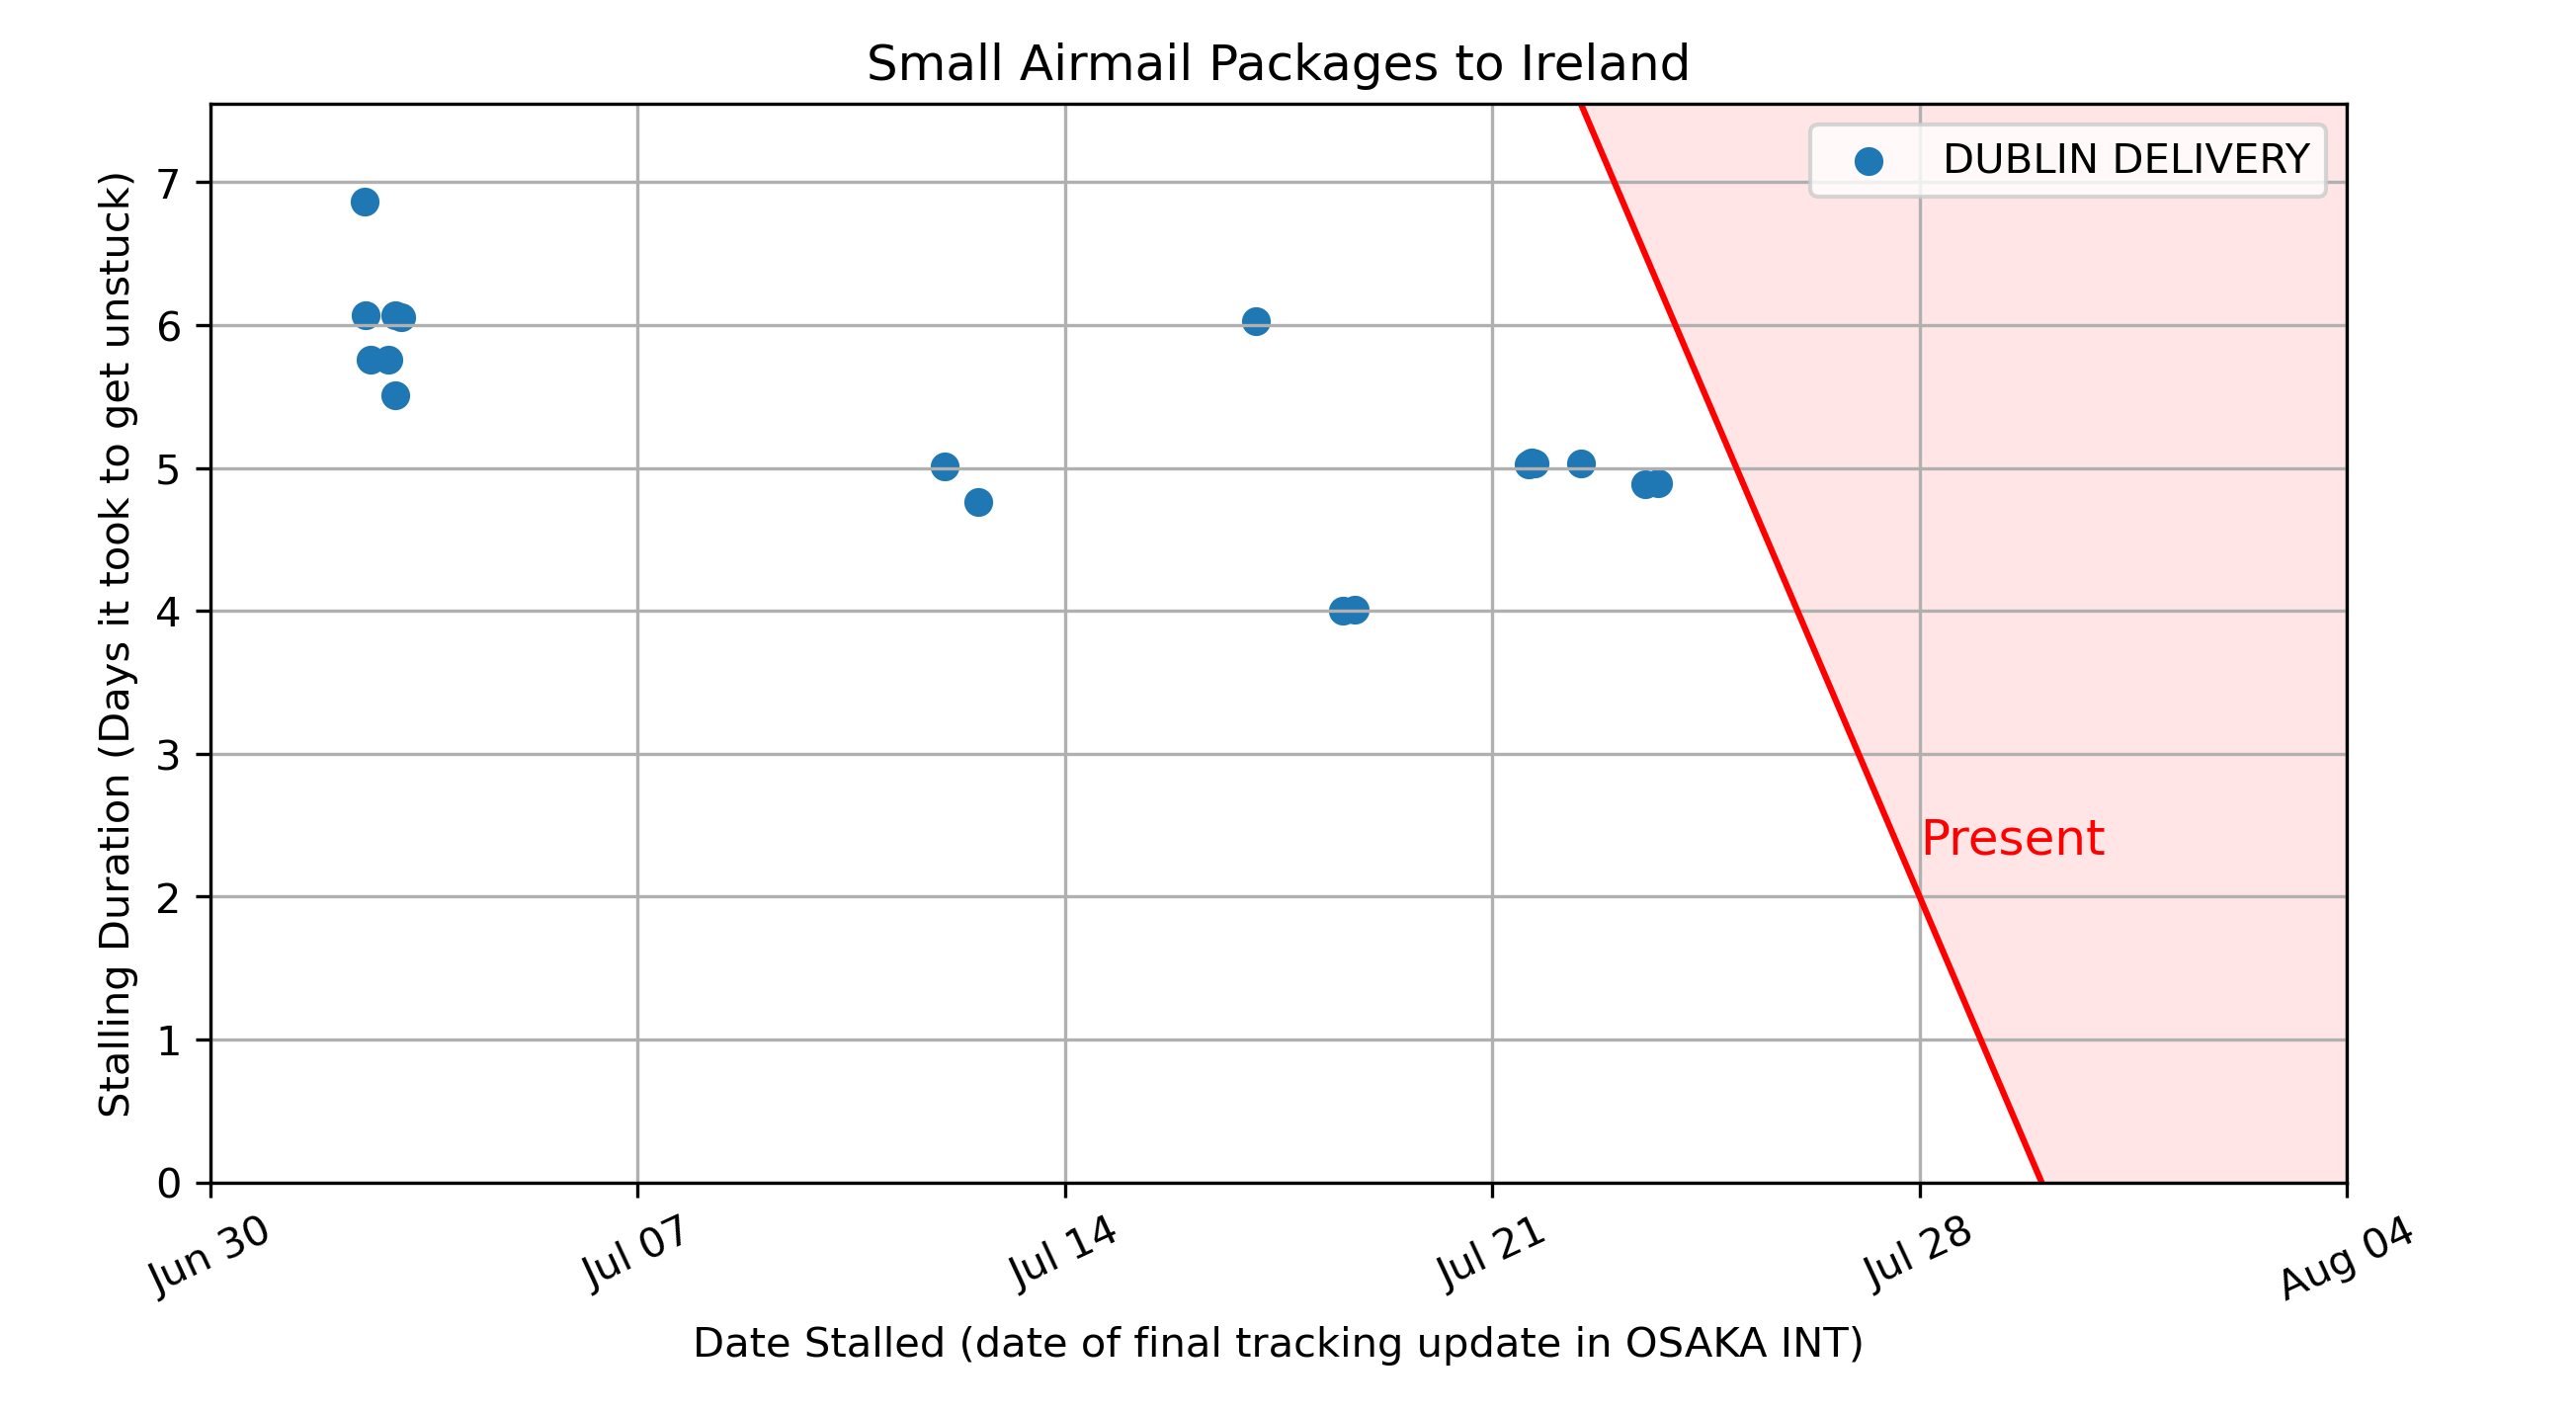 Small Airmail Packages to Ireland
DUBLIN DELIVERY
Stalling Duration (Days it took to get unstuck)
7
6
5
4
3
2
1
0
Present
Jun 30
Jul 07
Jul 14
Jul 21
Jul 28
Aug 04
Date Stalled (date of final tracking update in OSAKA INT)